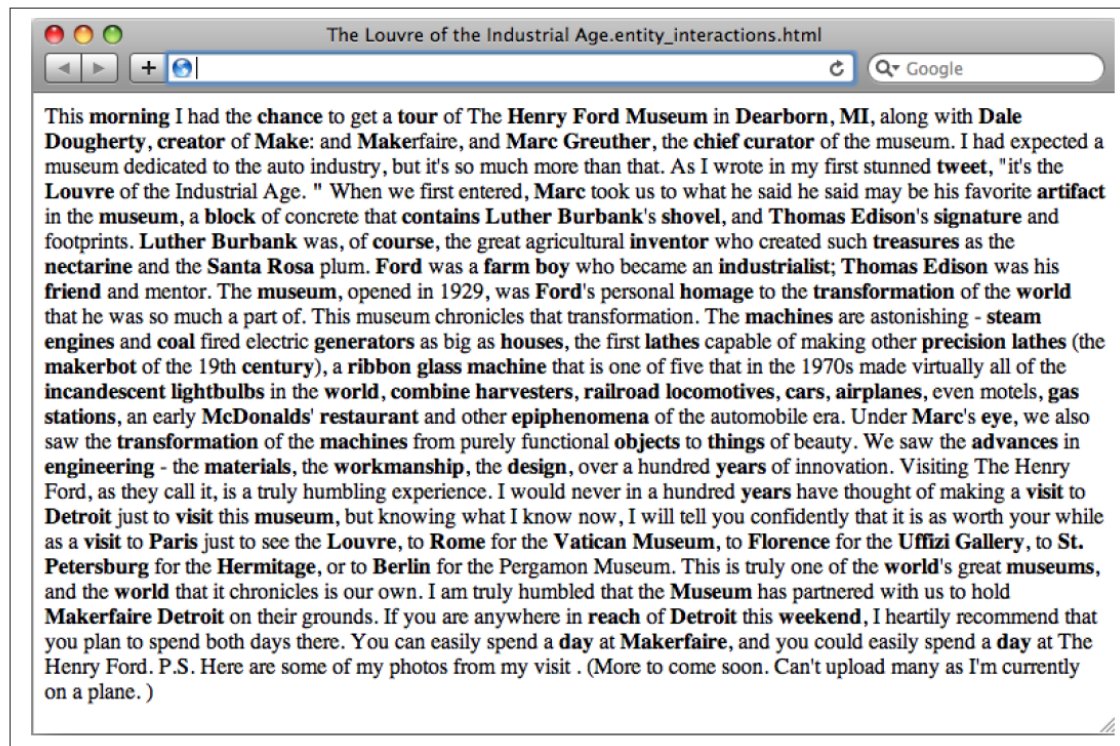 The Louvre of the Industrial Age.entity_interactions.html
Google
This morning I had the chance to get a tour of The Henry Ford Museum in Dearborn, MI, along with Dale
Dougherty, creator of Make: and Makerfaire, and Marc Greuther, the chief curator of the museum. I had expected a
museum dedicated to the auto industry, but it's so much more than that. As I wrote in my first stunned tweet, "it's the
Louvre of the Industrial Age. " When we first entered, Marc took us to what he said he said may be his favorite artifact
in the museum, a block of concrete that contains Luther Burbank's shovel, and Thomas Edison's signature and
footprints. Luther Burbank was, of course, the great agricultural inventor who created such treasures as the
nectarine and the Santa Rosa plum. Ford was a farm boy who became an industrialist; Thomas Edison was his
friend and mentor. The museum, opened in 1929, was Ford's personal homage to the transformation of the world
that he was so much a part of. This museum chronicles that transformation. The machines are astonishing - steam
engines and coal fired electric generators as big as houses, the first lathes capable of making other precision lathes (the
makerbot of the 19th century), a ribbon glass machine that is one of five that in the 1970s made virtually all of the
incandescent lightbulbs in the world, combine harvesters, railroad locomotives, cars, airplanes, even motels, gas
stations, an early McDonalds' restaurant and other epiphenomena of the automobile era. Under Marc's eye, we also
saw the transformation of the machines from purely functional objects to things of beauty. We saw the advances in
engineering - the materials, the workmanship, the design, over a hundred years of innovation. Visiting The Henry
Ford, as they call it, is a truly humbling experience. I would never in a hundred years have thought of making a visit to
Detroit just to visit this museum, but knowing what I know now, I will tell you confidently that it is as worth your while
as a visit to Paris just to see the Louvre, to Rome for the Vatican Museum, to Florence for the Uffizi Gallery, to St.
Petersburg for the Hermitage, or to Berlin for the Pergamon Museum. This is truly one of the world's great museums,
and the world that it chronicles is our own. I am truly humbled that the Museum has partnered with us to hold
Makerfaire Detroit on their grounds. If you are anywhere in reach of Detroit this weekend, I heartily recommend that
you plan to spend both days there. You can easily spend a day at Makerfaire, and you could easily spend a day at The
Henry Ford. P.S. Here are some of my photos from my visit . (More to come soon. Can't upload many as I'm currently
on a plane. )